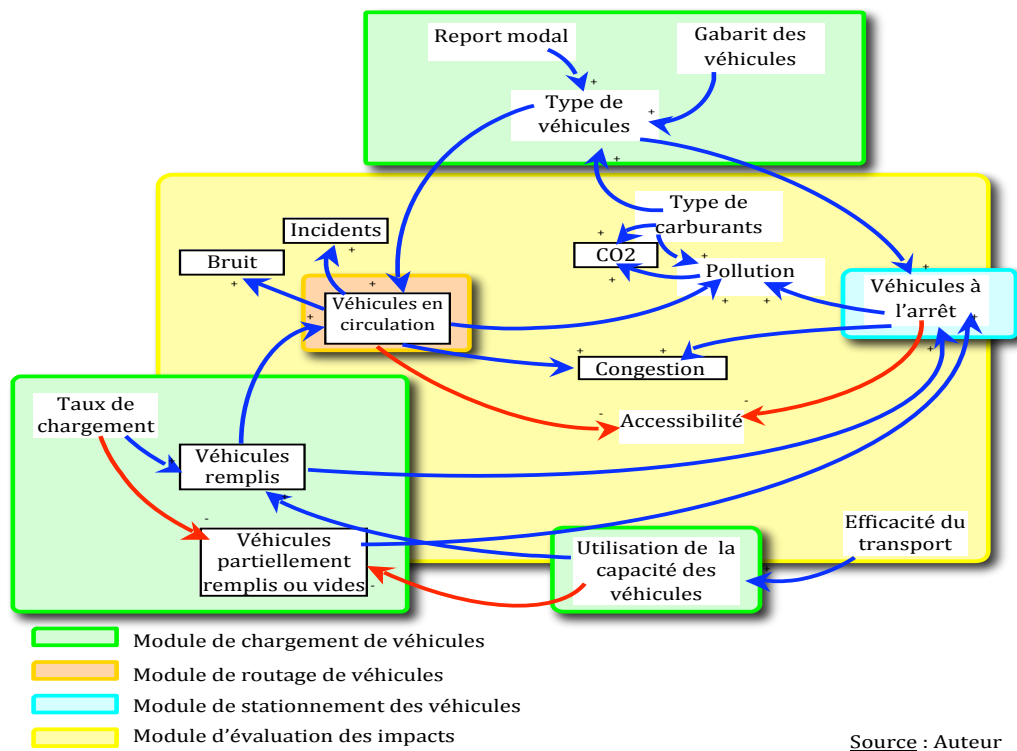 Report modal
Gabarit des
véhicules
+
+
Type de
véhicules
+
Type de
carburants
Incidents
+
Bruit
+
+
CO2
+
+
+
Pollution
+
+
Véhicules en
circulation
+
+
Véhicules à
l'arrêt
+
+
+
+
Congestion
-
-
Accessibilité
Taux de
chargement
+
Véhicules
remplis
+
-
Véhicules
partiellement
remplis ou vides
-
Utilisation de la
capacité des
véhicules
+
Efficacité du
transport
Module de chargement de véhicules
Module de routage de véhicules
Module de stationnement des véhicules
Module d'évaluation des impacts
Source : Auteur